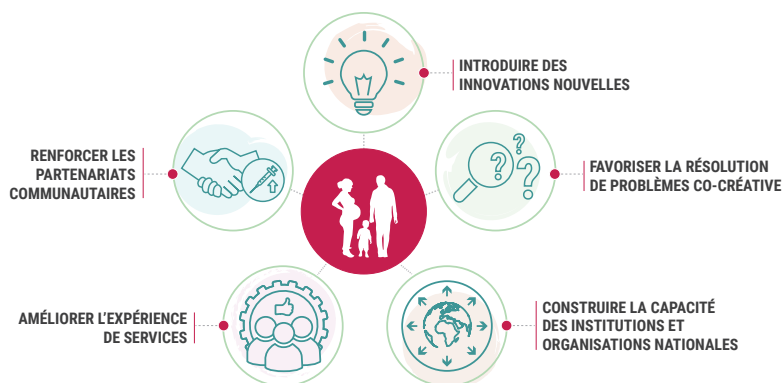 INTRODUIRE DES
INNOVATIONS NOUVELLES
RENFORCER LES
PARTENARIATS
COMMUNAUTAIRES
FAVORISER LA RÉSOLUTION
DE PROBLÈMES CO-CRÉATIVE
AMÉLIORER L’EXPÉRIENCE
DE SERVICES
CONSTRUIRE LA CAPACITÉ
DES INSTITUTIONS ET
ORGANISATIONS NATIONALES